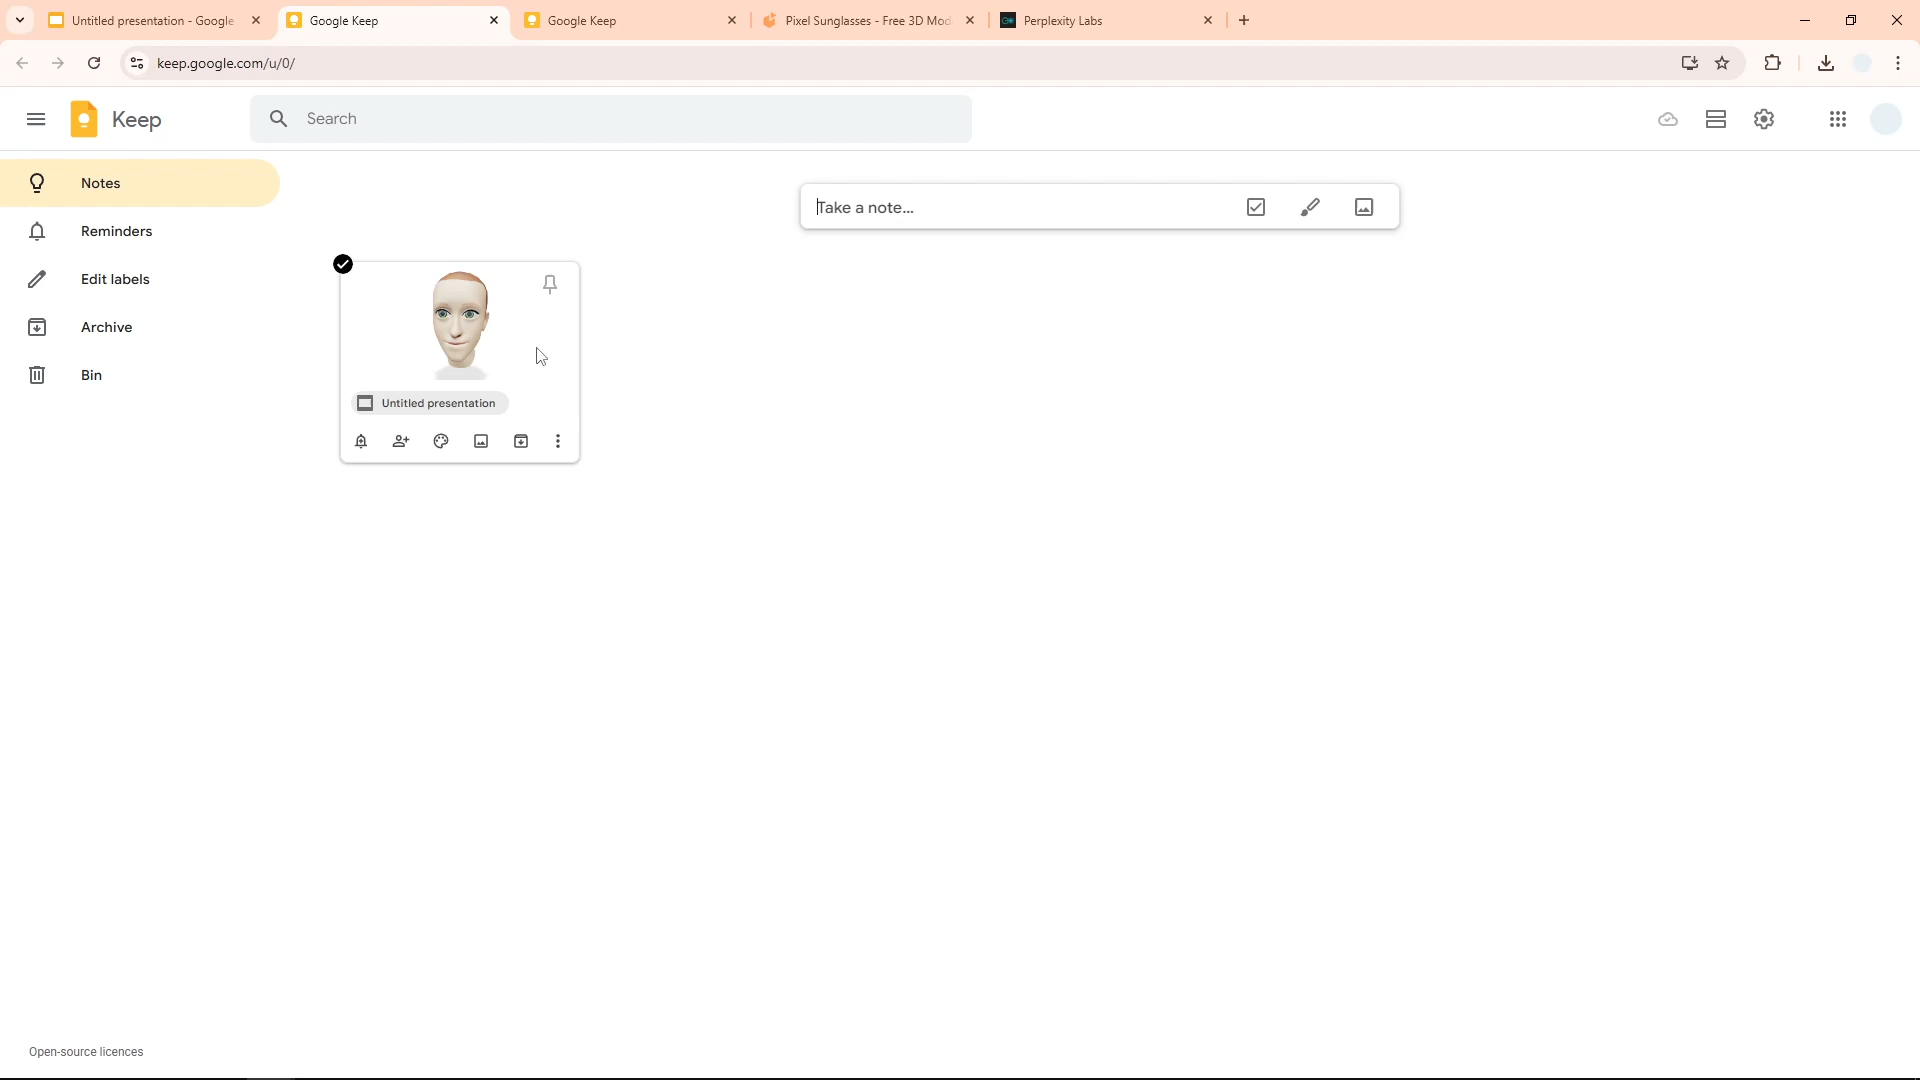 Untitled presentation - Google
Google Keep
Google Keep
Pixel Sunglasses - Free 3D Mod
Perplexity Labs
keep.google.com/u/0/
Keep
Search
Notes
Take a note...
Reminders
Edit labels
Archive
Bin
Untitled presentation
Open-source licences